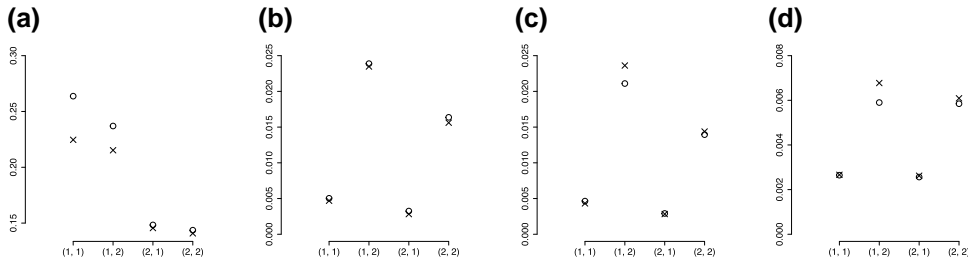 (a)
(b)
(c)
(d)
0.30
0.25
0.20
0.15
(1, 1) (1, 2) (2, 1) (2, 2)
0.025
0.020
0.015
0.010
0.005
0.000
(1, 1) (1, 2) (2, 1) (2, 2)
0.025
0.020
0.015
0.010
0.005
0.000
(1, 1) (1, 2) (2, 1) (2, 2)
0.008
0.006
0.004
0.002
0.000
(1, 1) (1, 2) (2, 1) (2, 2)